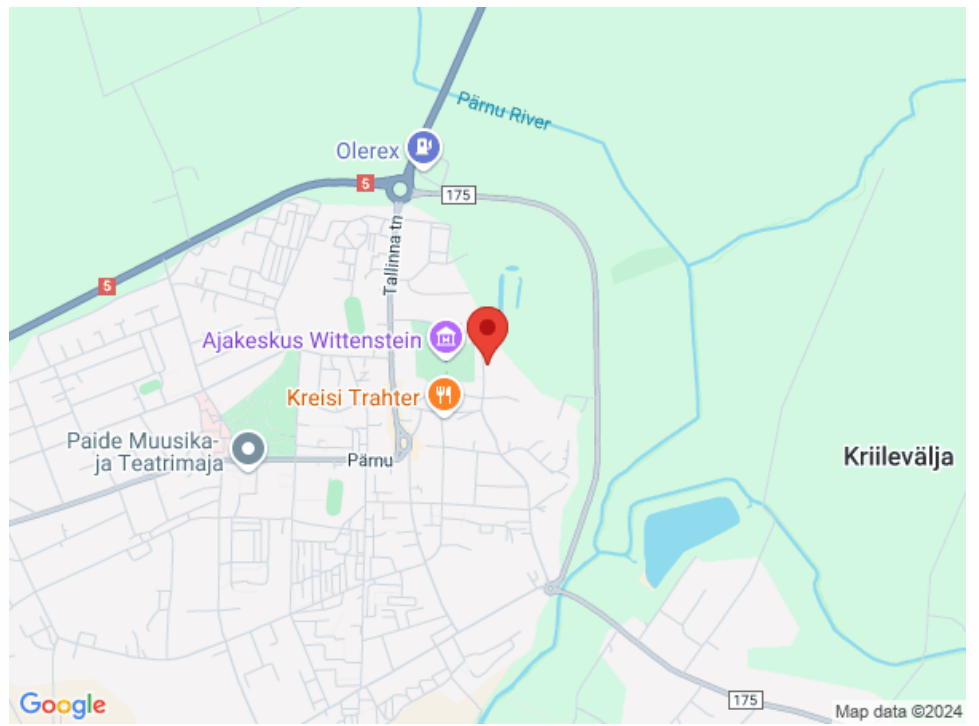 Pärnu River
Olerex
5
175
Tallinna tn
5
Ajakeskus Wittenstein
Kreisi Trahter
Paide Muusika-
ja Teatrimaja
Pärnu
Kriilevälja
175
Google
Map data ©2024